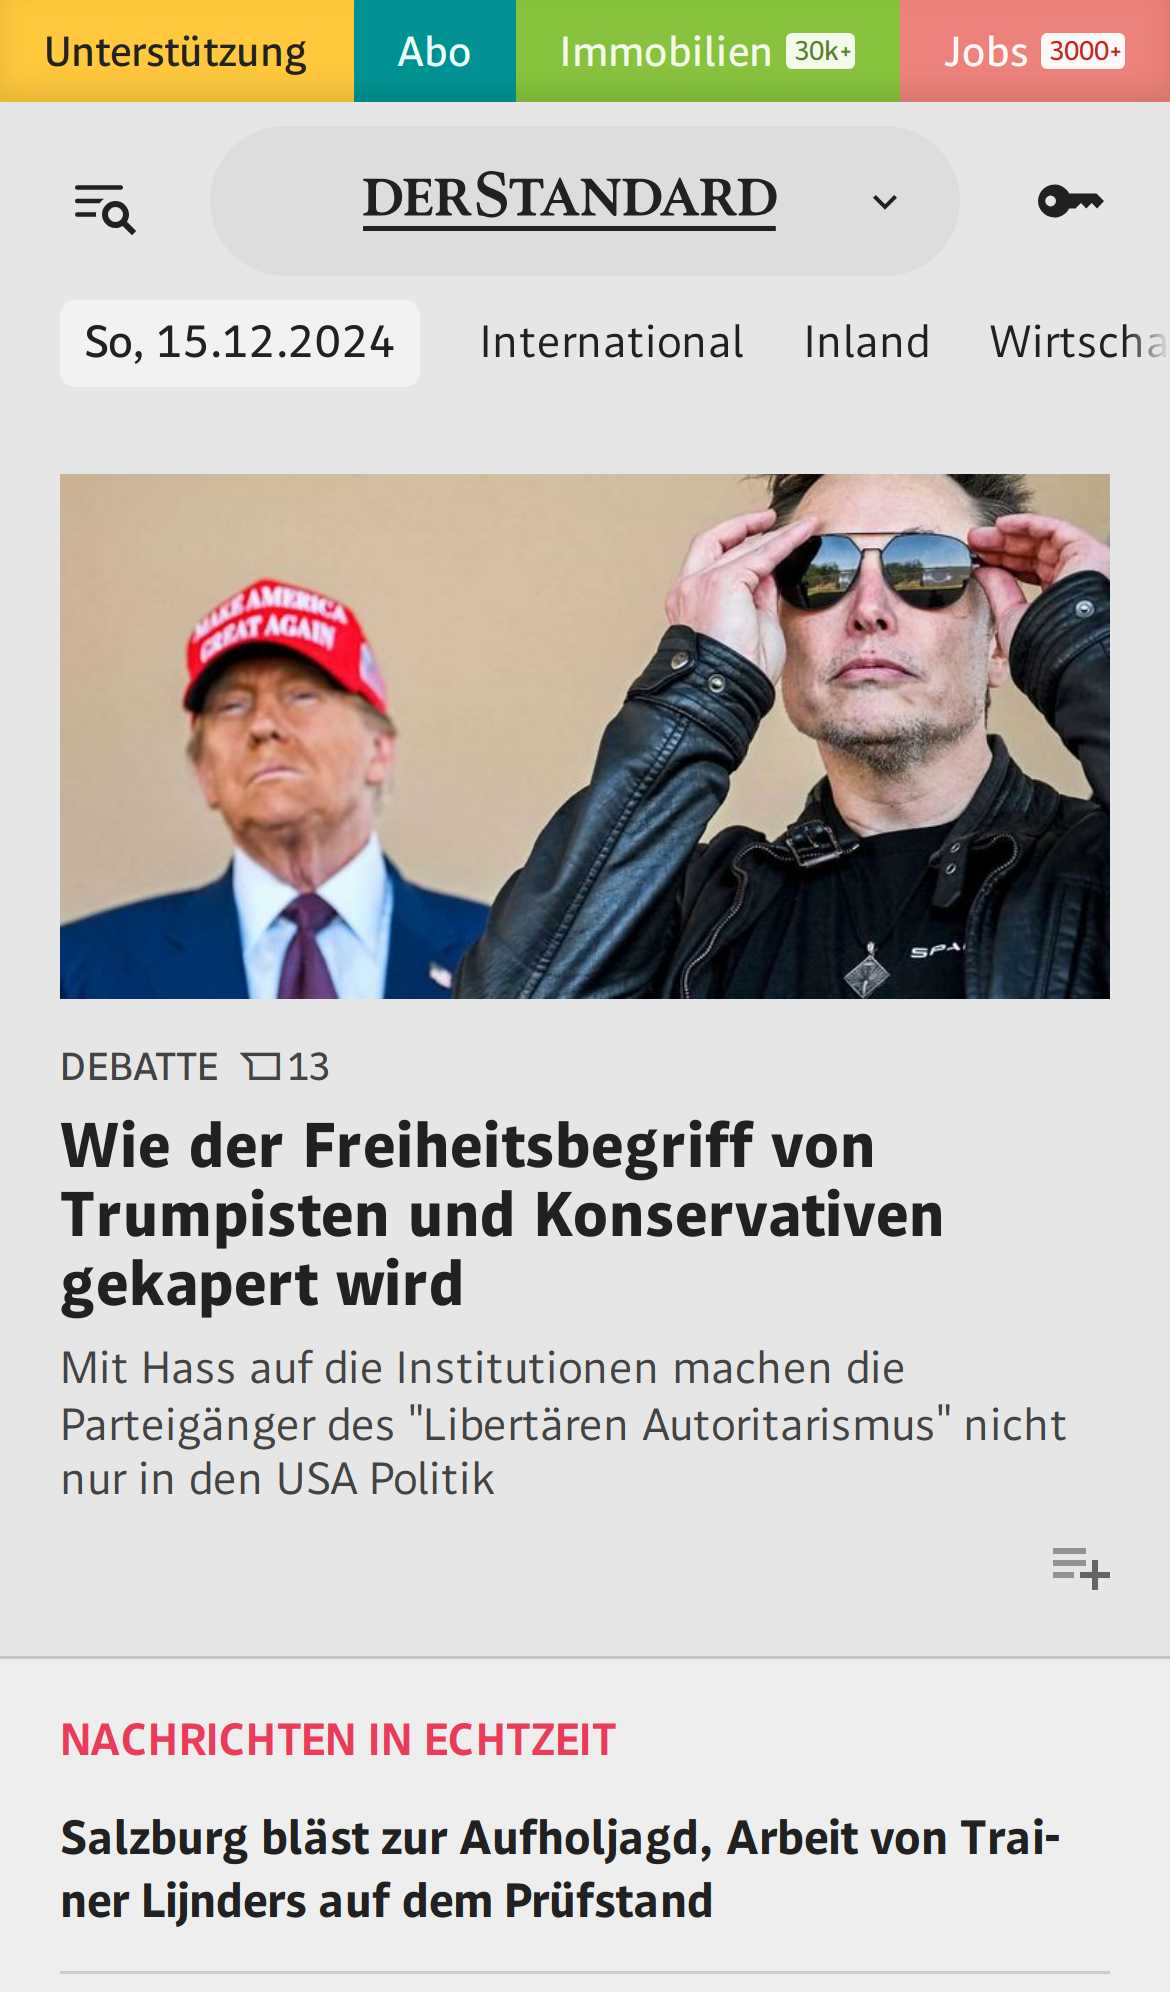 Unterstützung Abo Immobilien 30k+ Jobs 3000+
DERSTANDARD
So, 15.12.2024 International Inland Wirtscha
MAKE AMERICA
GREAT AGAIN
SPA
DEBATTE 13
Wie der Freiheitsbegriff von
Trumpisten und Konservativen
gekapert wird
Mit Hass auf die Institutionen machen die
Parteigänger des "Libertären Autoritarismus" nicht
nur in den USA Politik
NACHRICHTEN IN ECHTZEIT
Salzburg bläst zur Aufholjagd, Arbeit von Trai-
ner Lijnders auf dem Prüfstand